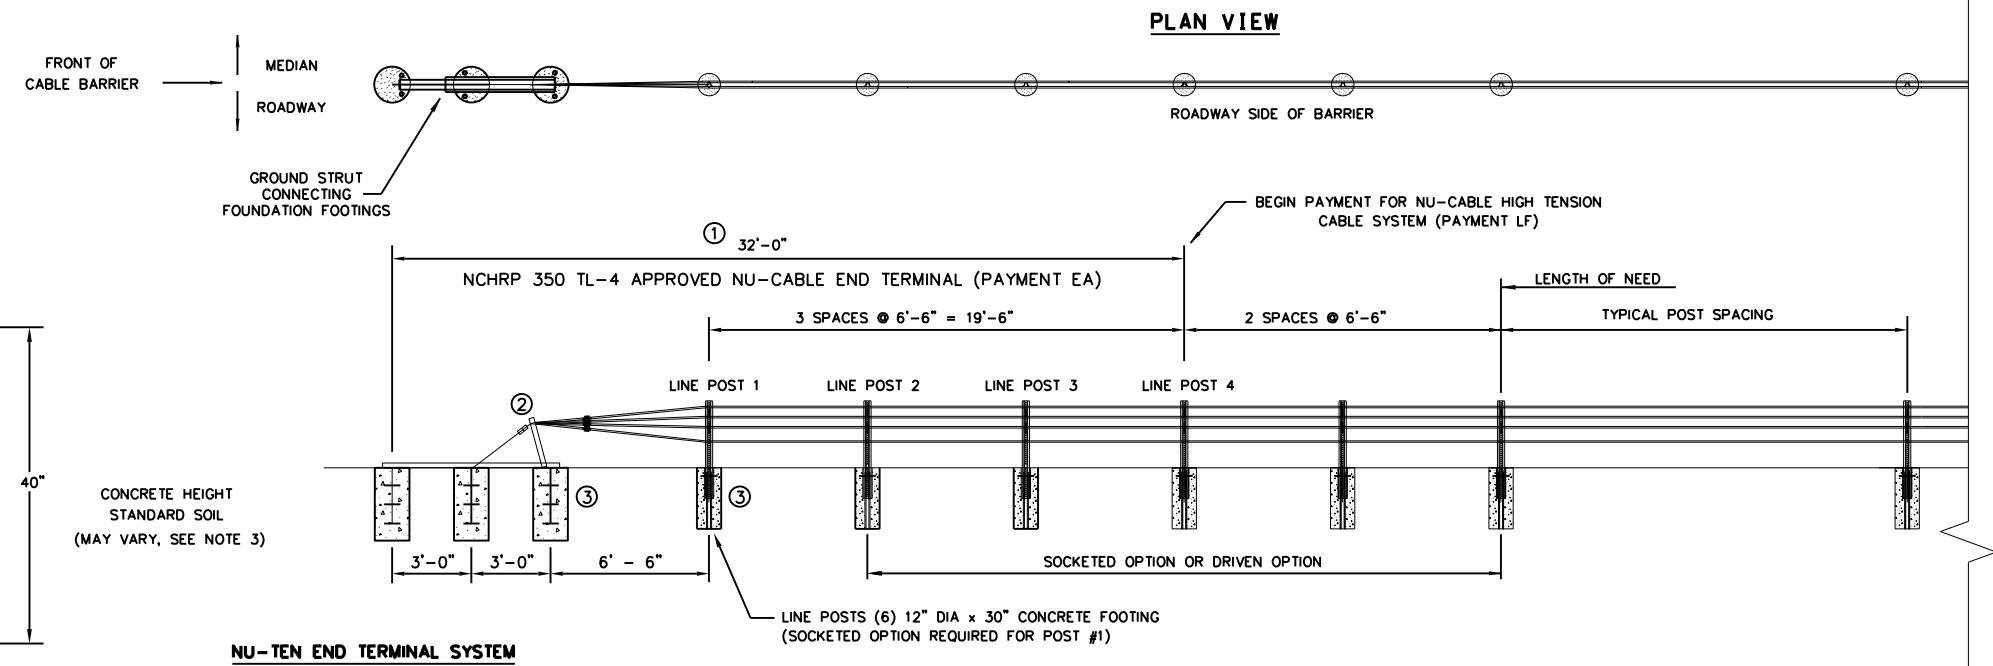 PLAN VIEW
FRONT OF
CABLE BARRIER
MEDIAN
ROADWAY
ROADWAY SIDE OF BARRIER
GROUND STRUT
CONNECTING
FOUNDATION FOOTINGS
BEGIN PAYMENT FOR NU-CABLE HIGH TENSION
CABLE SYSTEM (PAYMENT LF)
1 32'-0"
NCHRP 350 TL-4 APPROVED NU-CABLE END TERMINAL (PAYMENT EA)
LENGTH OF NEED
3 SPACES @ 6'-6" = 19'-6"
2 SPACES @ 6'-6"
TYPICAL POST SPACING
LINE POST 1
LINE POST 2
LINE POST 3
LINE POST 4
2
40"
CONCRETE HEIGHT
STANDARD SOIL
(MAY VARY, SEE NOTE 3)
3
3
3'-0"
3'-0"
6' - 6"
SOCKETED OPTION OR DRIVEN OPTION
LINE POSTS (6) 12" DIA x 30" CONCRETE FOOTING
(SOCKETED OPTION REQUIRED FOR POST #1)
NU-TEN END TERMINAL SYSTEM